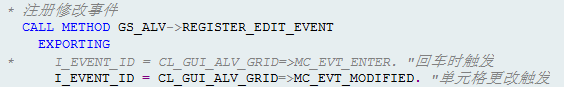 * 注册修改事件
CALL METHOD GS_ALV->REGISTER_EDIT_EVENT
EXPORTING
* I_EVENT_ID = CL_GUI_ALV_GRID=>MC_EVT_ENTER. "回车时触发
I_EVENT_ID = CL_GUI_ALV_GRID=>MC_EVT_MODIFIED. "单元格更改触发